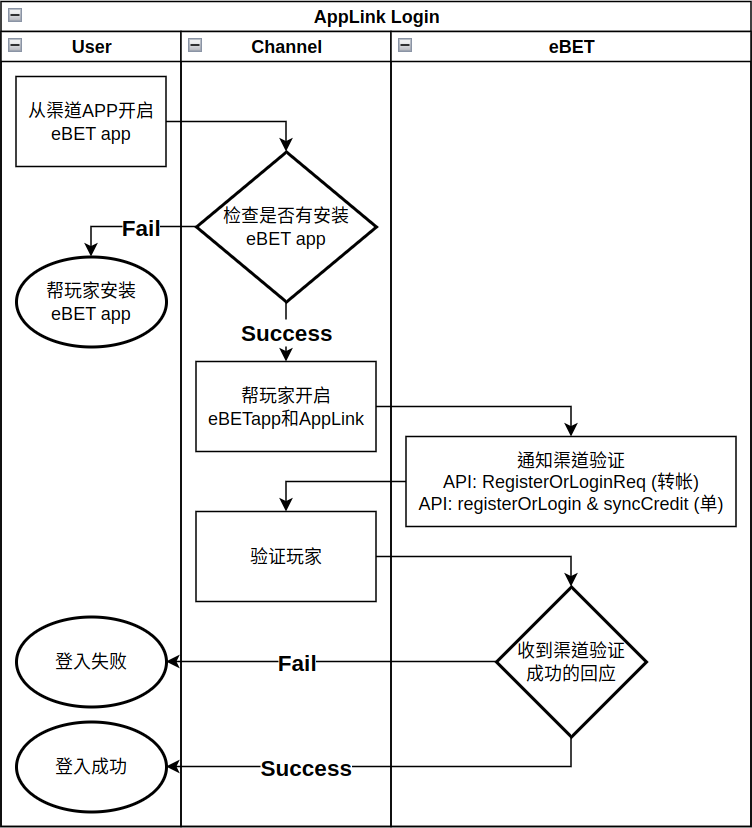 AppLink Login
User
Channel
eBET
从渠道APP开启
eBET app
检查是否有安装
eBET app
Fail
帮玩家安装
eBET app
Success
帮玩家开启
eBETapp和AppLink
通知渠道验证
API: RegisterOrLoginReq (转帐)
API: registerOrLogin & syncCredit (单)
验证玩家
收到渠道验证
成功的回应
Fail
登入失败
Success
登入成功